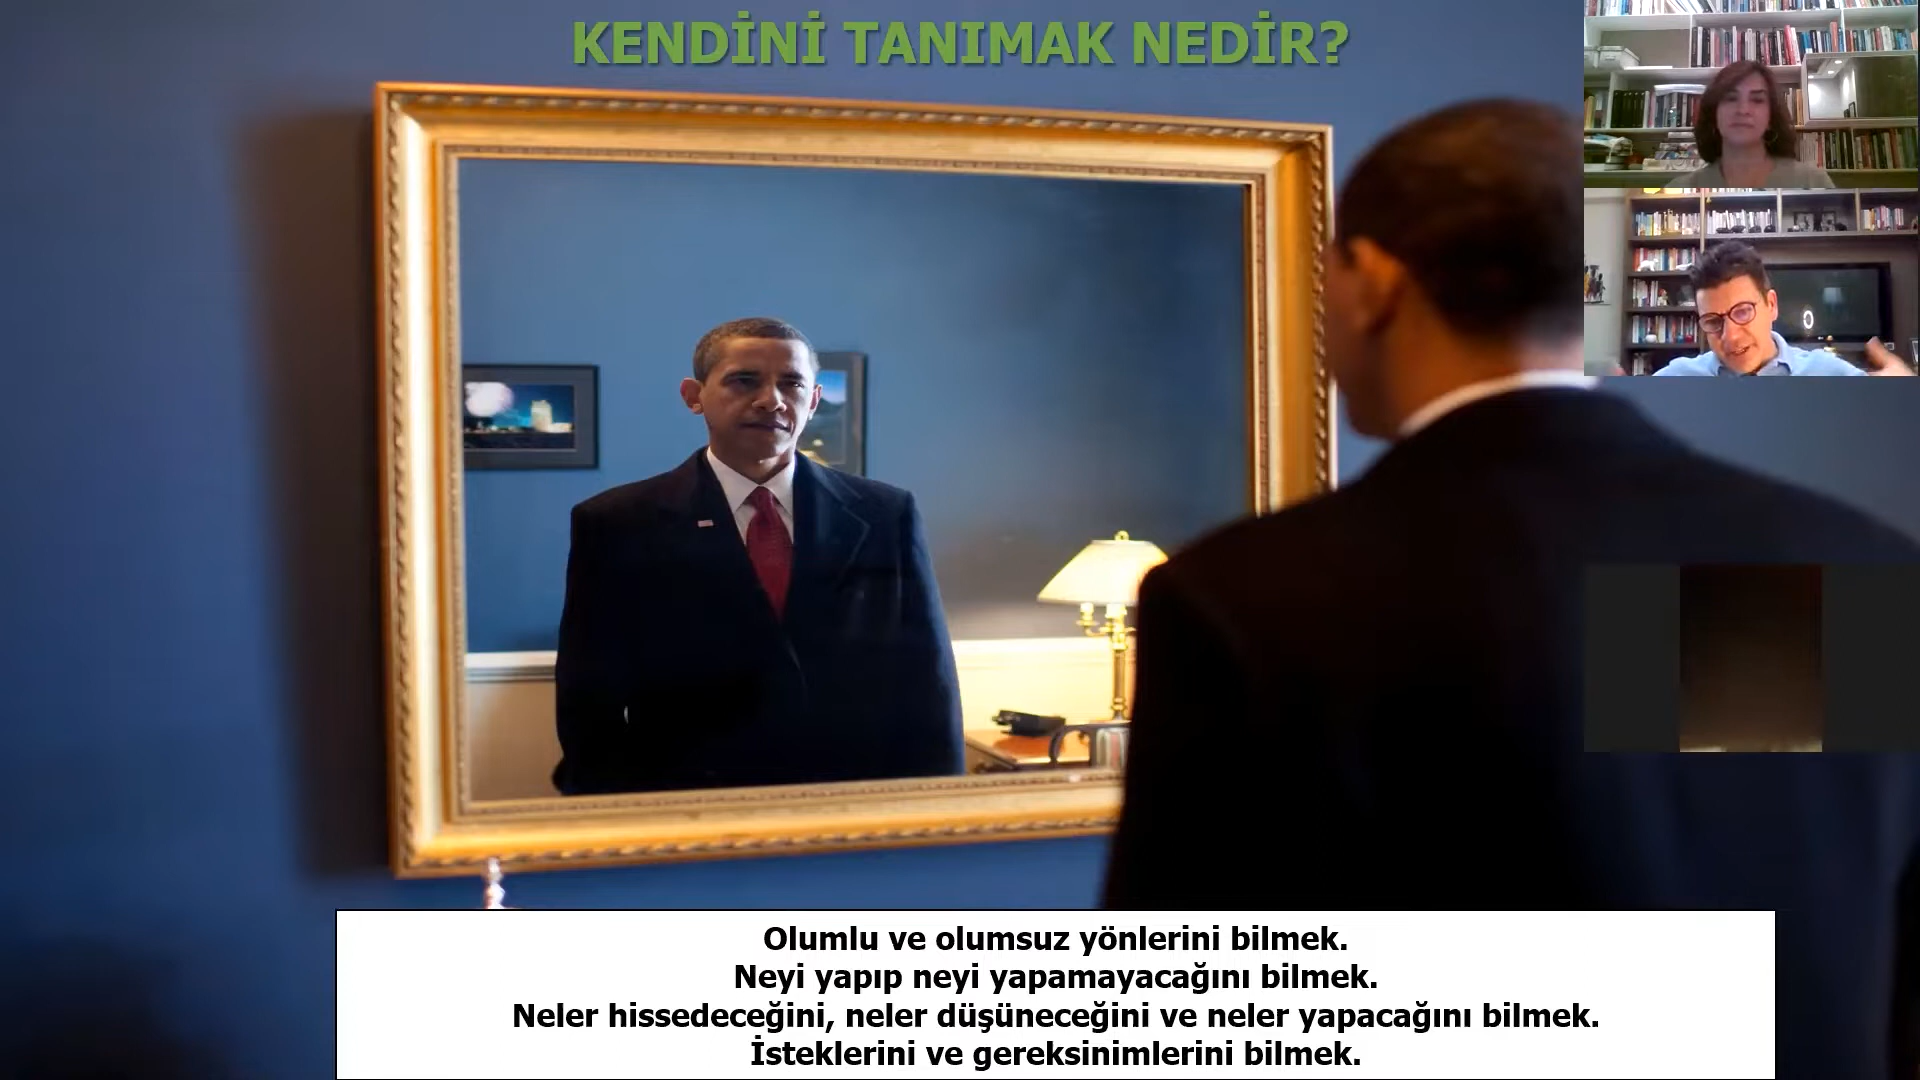 KENDİNİ TANIMAK NEDİR?
Olumlu ve olumsuz yönlerini bilmek.
Neyi yapıp neyi yapamayacağını bilmek.
Neler hissedeceğini, neler düşüneceğini ve neler yapacağını bilmek.
İsteklerini ve gereksinimlerini bilmek.